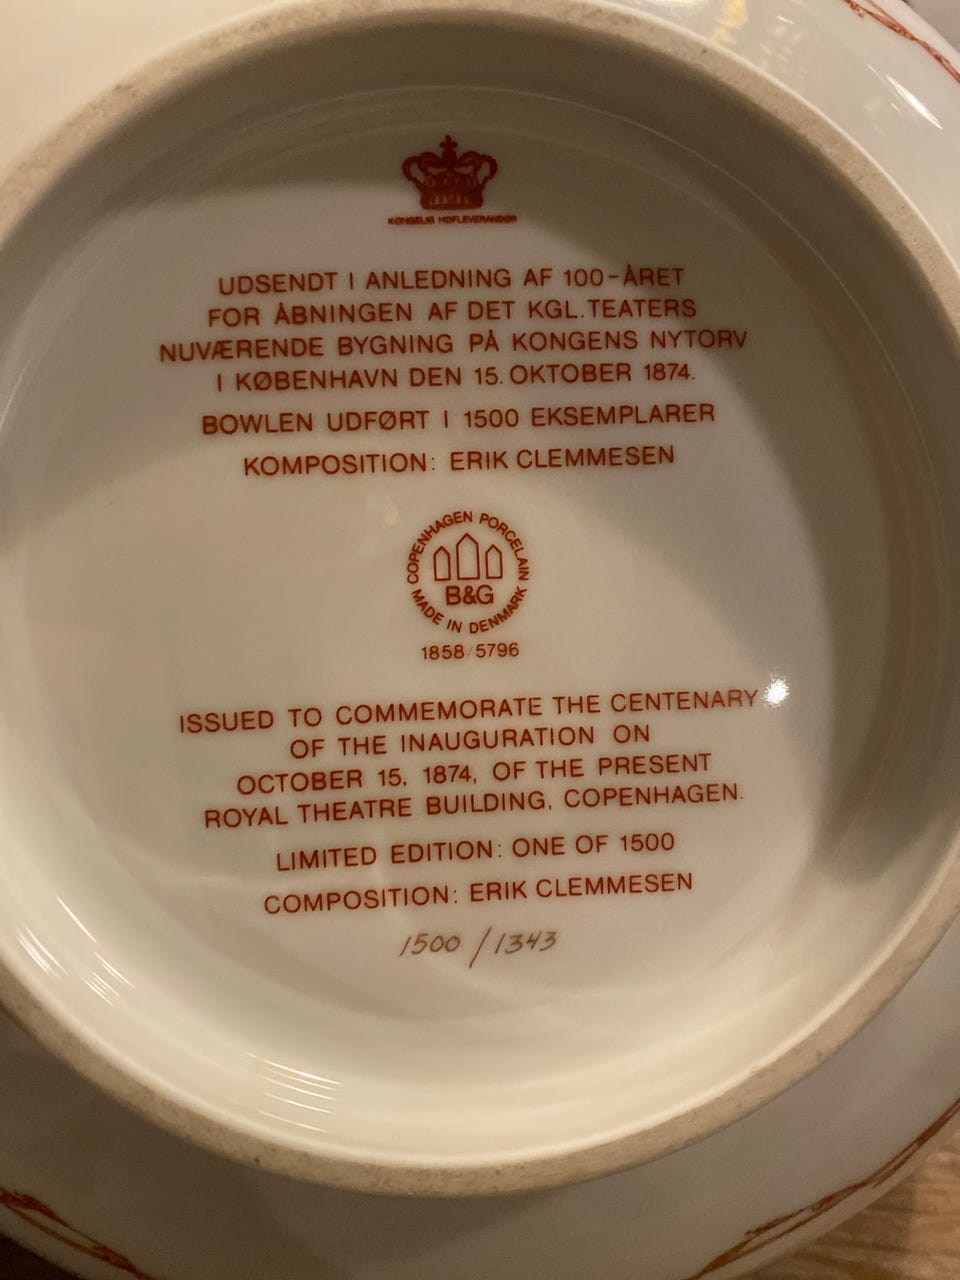 KONGELIG HOFLEVERANDØR
UDSENDT I ANLEDNING AF 100-ÅRET
FOR ÅBNINGEN AF DET KGL. TEATERS
NUVÆRENDE BYGNING PÅ KONGENS NYTORV
I KØBENHAVN DEN 15. OKTOBER 1874.
BOWLEN UDFØRT I 1500 EKSEMPLARER
KOMPOSITION: ERIK CLEMMESEN
COPENHAGEN PORCELAIN
B&G
MADE IN DENMARK
1858/5796
ISSUED TO COMMEMORATE THE CENTENARY
OF THE INAUGURATION ON
OCTOBER 15, 1874, OF THE PRESENT
ROYAL THEATRE BUILDING, COPENHAGEN.
LIMITED EDITION: ONE OF 1500
COMPOSITION: ERIK CLEMMESEN
1500/1343